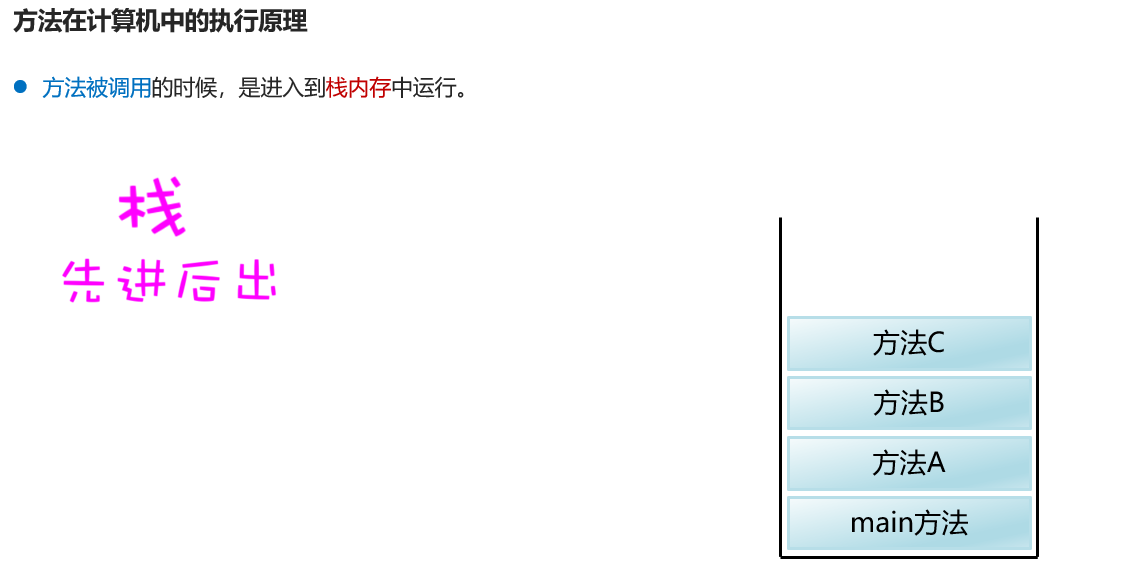 方法在计算机中的执行原理
方法被调用的时候，是进入到栈内存中运行。
栈
先进后出
方法C
方法B
方法A
main方法